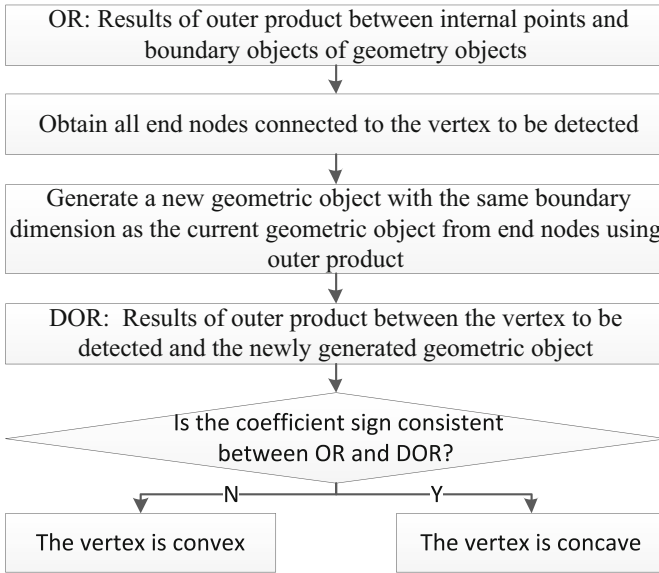 OR: Results of outer product between internal points and
boundary objects of geometry objects
Obtain all end nodes connected to the vertex to be detected
Generate a new geometric object with the same boundary
dimension as the current geometric object from end nodes using
outer product
DOR: Results of outer product between the vertex to be
detected and the newly generated geometric object
Is the coefficient sign consistent
between OR and DOR?
N
Y
The vertex is convex
The vertex is concave